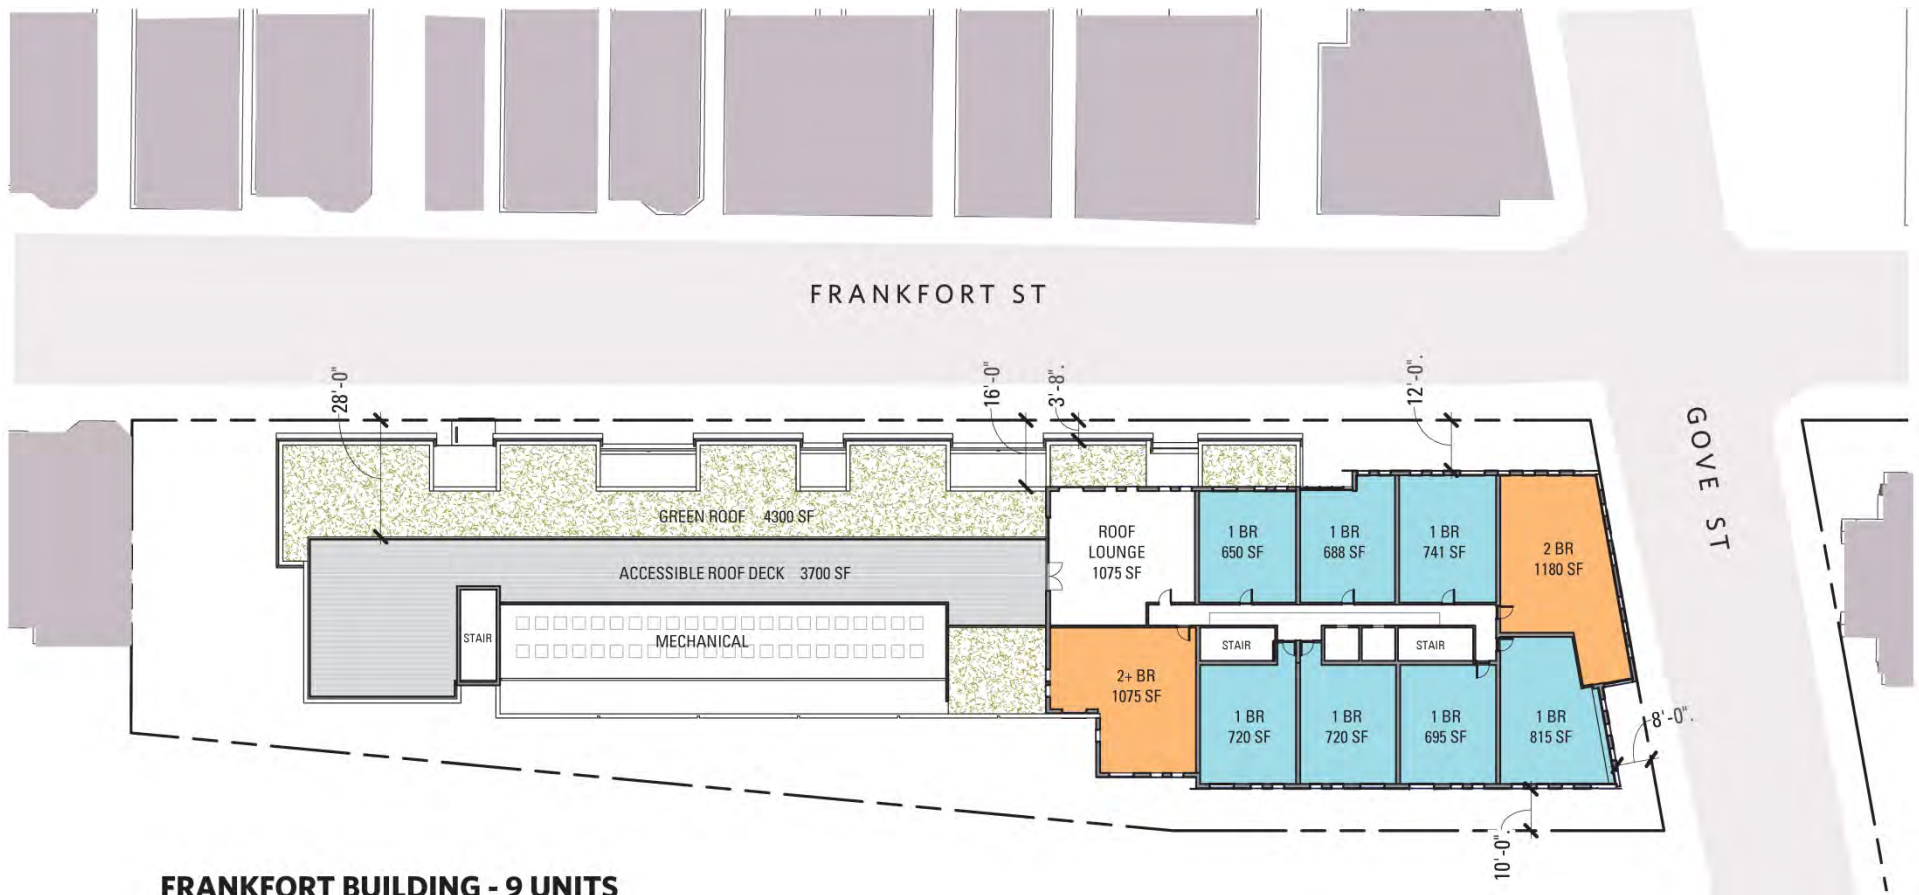 FRANKFORT ST
GOVE ST
28'-0"
16'-0"
3'-8".
12'-0".
GREEN ROOF 4300 SF
ACCESSIBLE ROOF DECK 3700 SF
STAIR
MECHANICAL
ROOF
LOUNGE
1075 SF
1 BR
650 SF
1 BR
688 SF
1 BR
741 SF
2 BR
1180 SF
STAIR
STAIR
2+ BR
1075 SF
1 BR
720 SF
1 BR
720 SF
1 BR
695 SF
1 BR
815 SF
8'-0".
10'-0".
FRANKFORT BUILDING - 9 UNITS